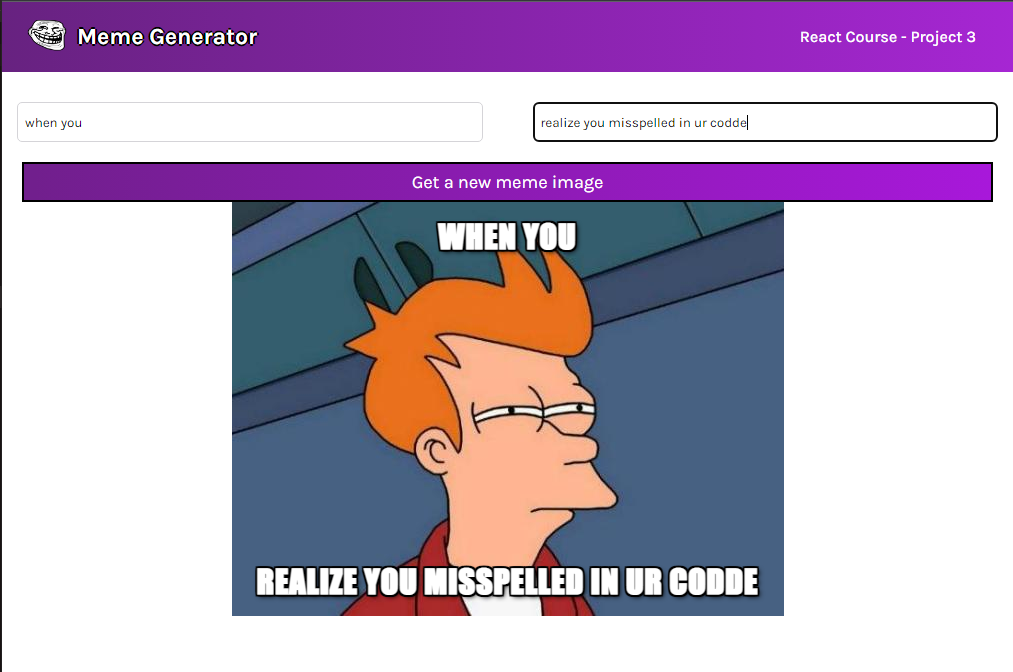 Meme Generator
React Course - Project 3
when you
realize you misspelled in ur codde
Get a new meme image
WHEN YOU
REALIZE YOU MISSPELLED IN UR CODDE